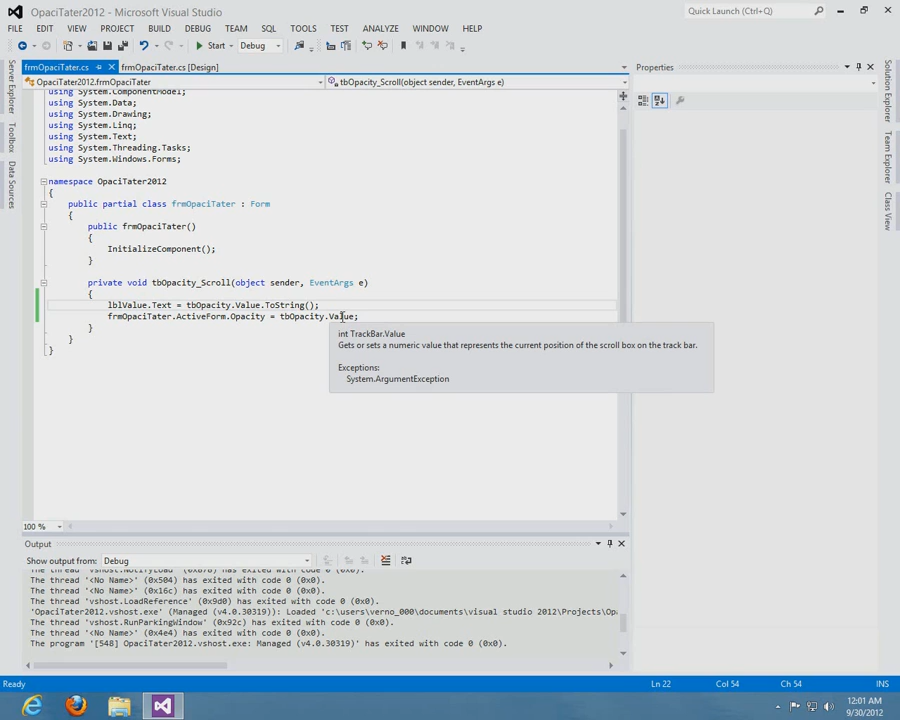 OpaciTater2012 - Microsoft Visual Studio
Quick Launch (Ctrl+Q)
FILE EDIT VIEW PROJECT BUILD DEBUG TEAM SQL TOOLS TEST ANALYZE WINDOW HELP
Start Debug
frmOpaciTater.cs frmOpaciTater.cs [Design]
OpaciTater2012.frmOpaciTater tbOpacity_Scroll(object sender, EventArgs e)
using System.ComponentModel;
using System.Data;
using System.Drawing;
using System.Linq;
using System.Text;
using System.Threading.Tasks;
using System.Windows.Forms;
namespace OpaciTater2012
{
public partial class frmOpaciTater : Form
{
public frmOpaciTater()
{
InitializeComponent();
}
private void tbOpacity_Scroll(object sender, EventArgs e)
{
lblValue.Text = tbOpacity.Value.ToString();
frmOpaciTater.ActiveForm.Opacity = tbOpacity.Value;
}
}
}
int TrackBar.Value
Gets or sets a numeric value that represents the current position of the scroll box on the track bar.
Exceptions:
System.ArgumentException
100 %
Server Explorer
Toolbox
Data Sources
Properties
Solution Explorer
Team Explorer
Class View
Output
Show output from: Debug
The thread 'vshost.NotifyLoad' (0x670) has exited with code 0 (0x0).
The thread '<No Name>' (0x504) has exited with code 0 (0x0).
The thread '<No Name>' (0x16c) has exited with code 0 (0x0).
The thread 'vshost.LoadReference' (0x9d0) has exited with code 0 (0x0).
'OpaciTater2012.vshost.exe' (Managed (v4.0.30319)): Loaded 'c:\users\verno_000\documents\visual studio 2012\Projects\Opa
The thread 'vshost.RunParkingWindow' (0x92c) has exited with code 0 (0x0).
The thread '<No Name>' (0x4e4) has exited with code 0 (0x0).
The program '[548] OpaciTater2012.vshost.exe: Managed (v4.0.30319)' has exited with code 0 (0x0).
Ready Ln 22 Col 54 Ch 54 INS
12:01 AM
9/30/2012